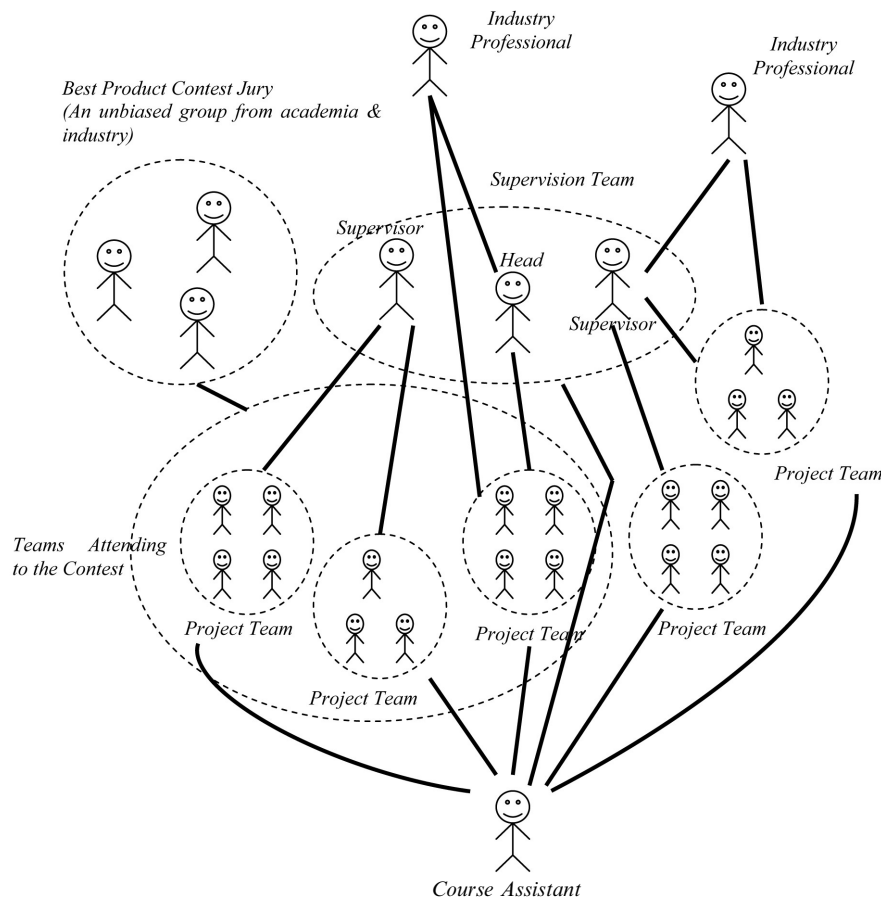 Industry
Professional
Industry
Professional
Best Product Contest Jury
(An unbiased group from academia &
industry)
Supervision Team
Supervisor
Head
Supervisor
Project Team
Teams Attending
to the Contest
Project Team
Project Team
Project Team
Project Team
Course Assistant